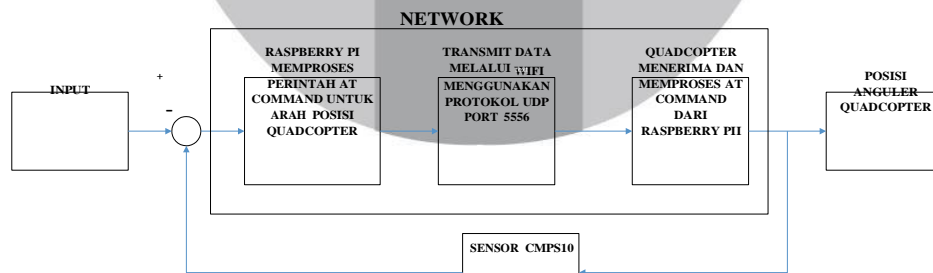 NETWORK
INPUT
+
–
RASPBERRY PI
MEMPROSES
PERINTAH AT
COMMAND UNTUK
ARAH POSISI
QUADCOPTER
TRANSMIT DATA
MELALUI WIFI
MENGGUNAKAN
PROTOKOL UDP
PORT 5556
QUADCOPTER
MENERIMA DAN
MEMPROSES AT
COMMAND
DARI
RASPBERRY PII
POSISI
ANGULER
QUADCOPTER
SENSOR CMPS10